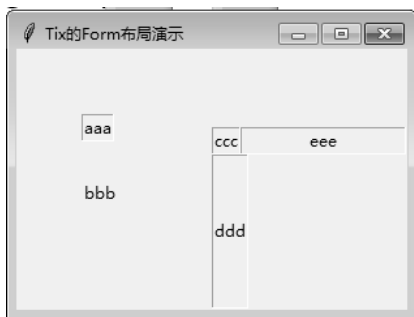 Tix的Form布局演示
aaa
ccc
eee
bbb
ddd